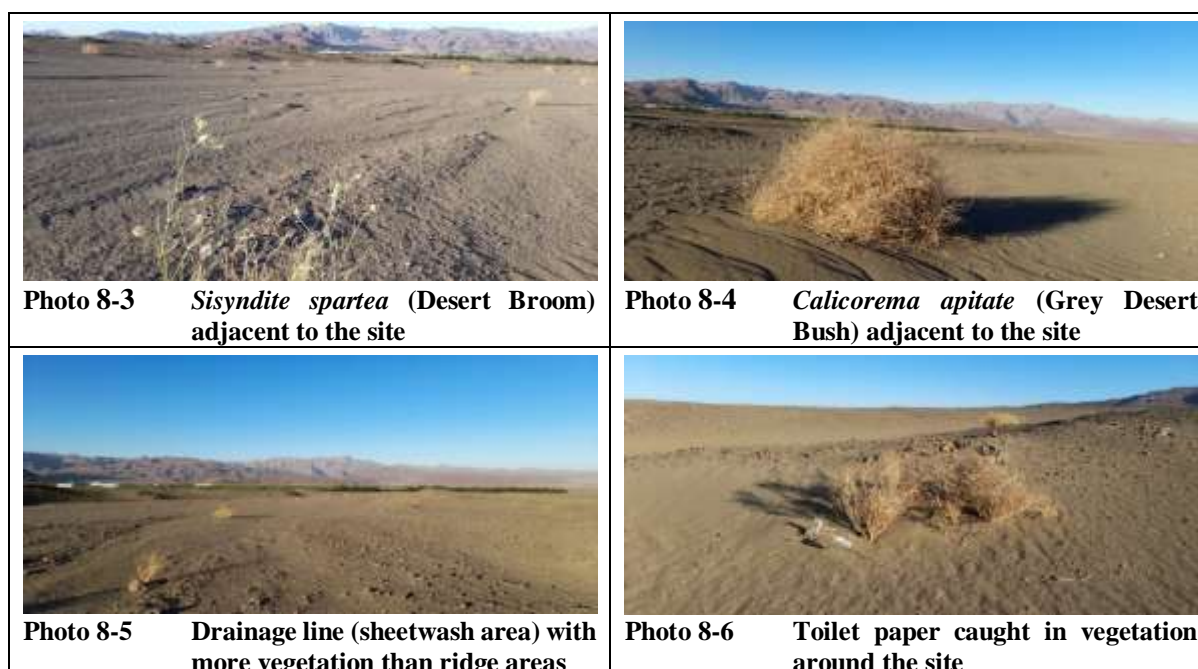 Photo 8-3 Sisyndite spartea (Desert Broom)
adjacent to the site
Photo 8-4 Calicorema apitate (Grey Desert
Bush) adjacent to the site
Photo 8-5 Drainage line (sheetwash area) with
more vegetation than ridge areas
Photo 8-6 Toilet paper caught in vegetation
around the site